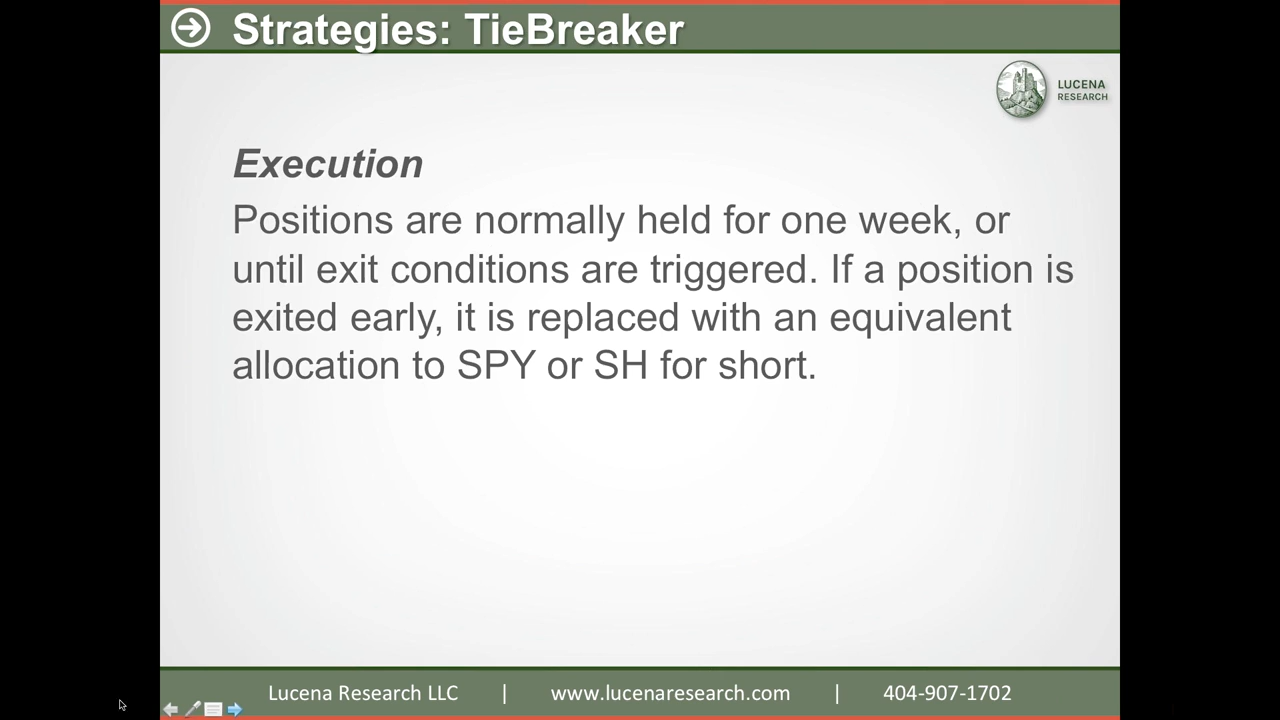 Strategies: TieBreaker
LUCENA
RESEARCH
Execution
Positions are normally held for one week, or
until exit conditions are triggered. If a position is
exited early, it is replaced with an equivalent
allocation to SPY or SH for short.
Lucena Research LLC | www.lucenaresearch.com | 404-907-1702